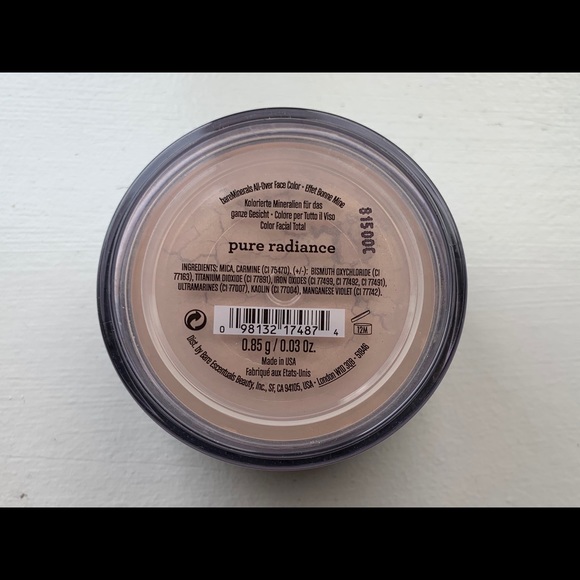 bareMinerals All-Over Face Color • Effet Bonne Mine
Kolorierte Mineralien für das
ganze Gesicht • Colore per Tutto il Viso
Color Facial Total
pure radiance
INGREDIENTS: MICA, CARMINE (CI 75470), (+/-): BISMUTH OXYCHLORIDE (CI
77163), TITANIUM DIOXIDE (CI 77891), IRON OXIDES (CI 77499, CI 77492, CI 77491),
ULTRAMARINES (CI 77007), KAOLIN (CI 77004), MANGANESE VIOLET (CI 77742).
0 98132 17487 4
12M
0.85 g / 0.03 Oz.
Made in USA
Fabriqué aux Etats-Unis
Dist. by Bare Escentuals Beauty, Inc., SF, CA 94105, USA • London W1D 3QB • 51046